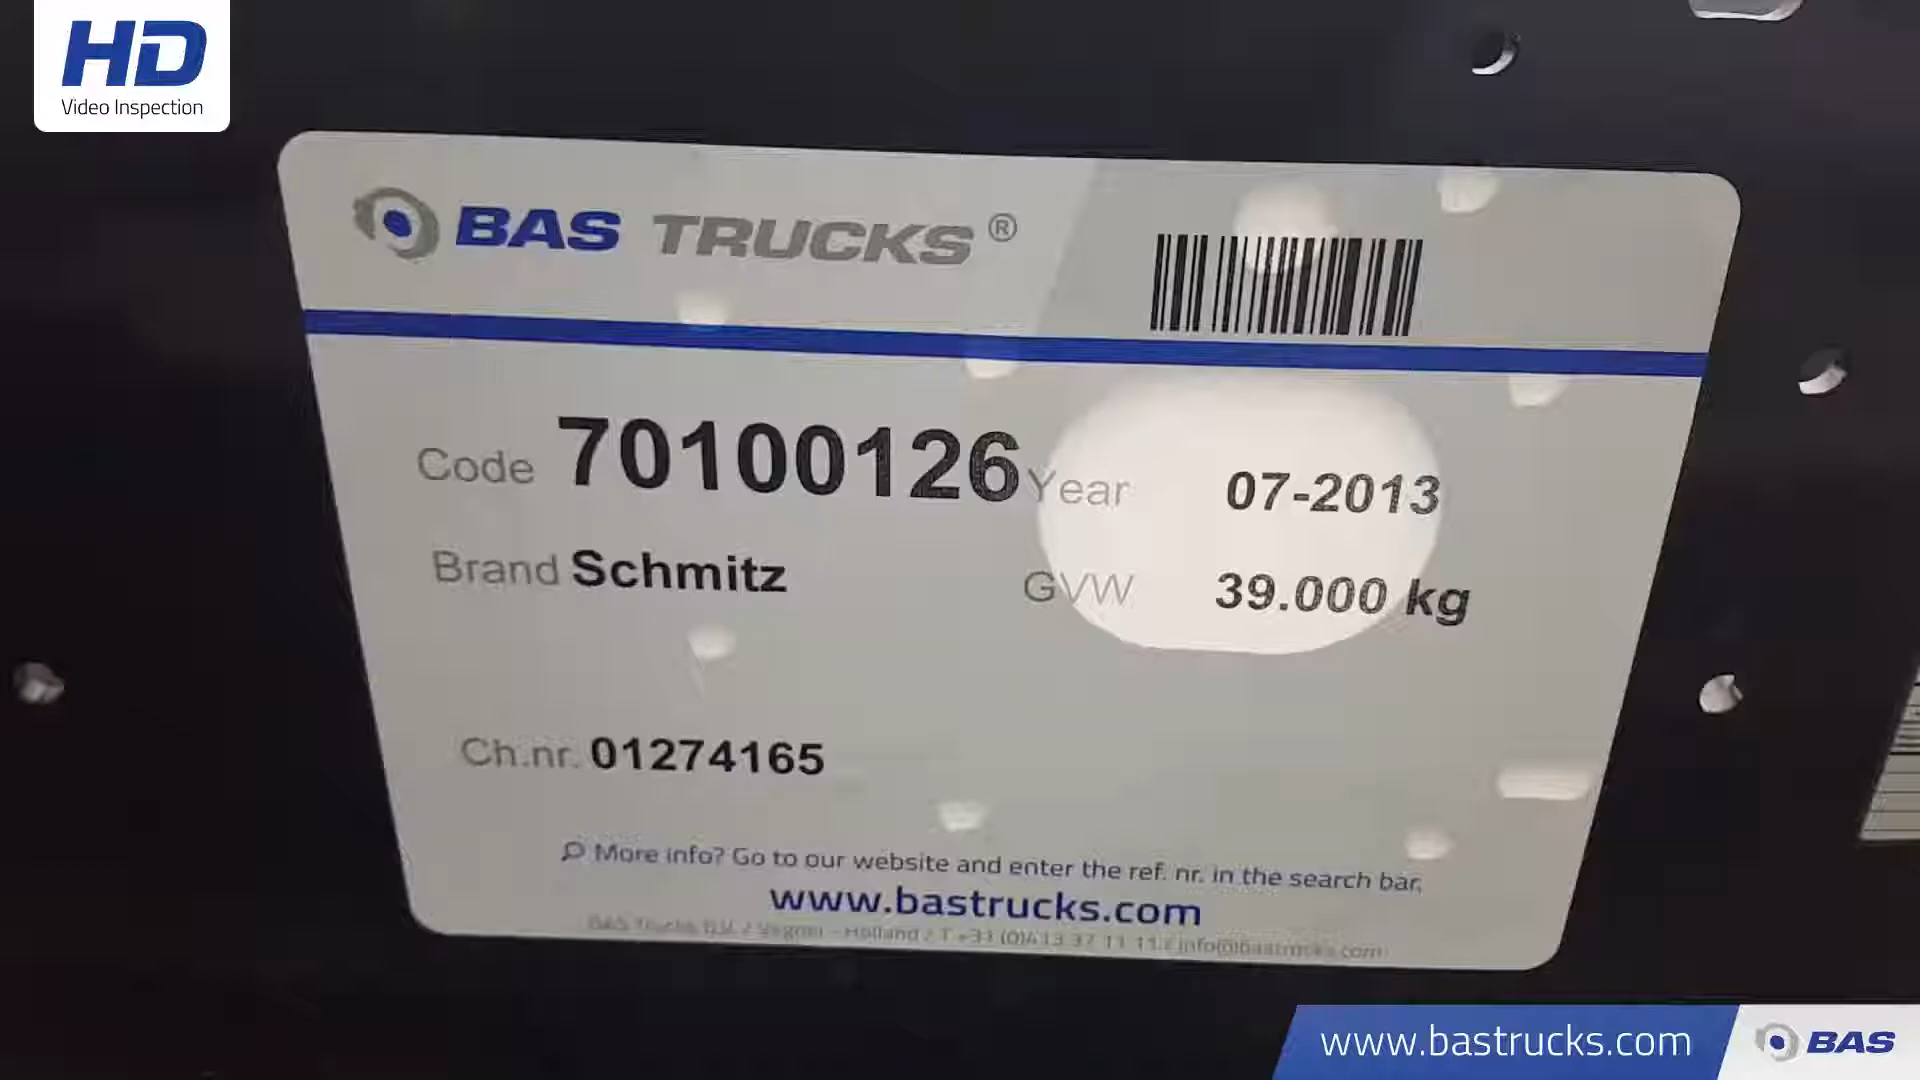 HD
Video Inspection
BAS TRUCKS®
Code 70100126 Year 07-2013
Brand Schmitz GVW 39.000 kg
Ch.nr. 01274165
More info? Go to our website and enter the ref. nr. in the search bar.
www.bastrucks.com
BAS Trucks B.V. / Veghel - Holland / T +31 (0)413 37 11 11 / info@bastrucks.com
www.bastrucks.com BAS